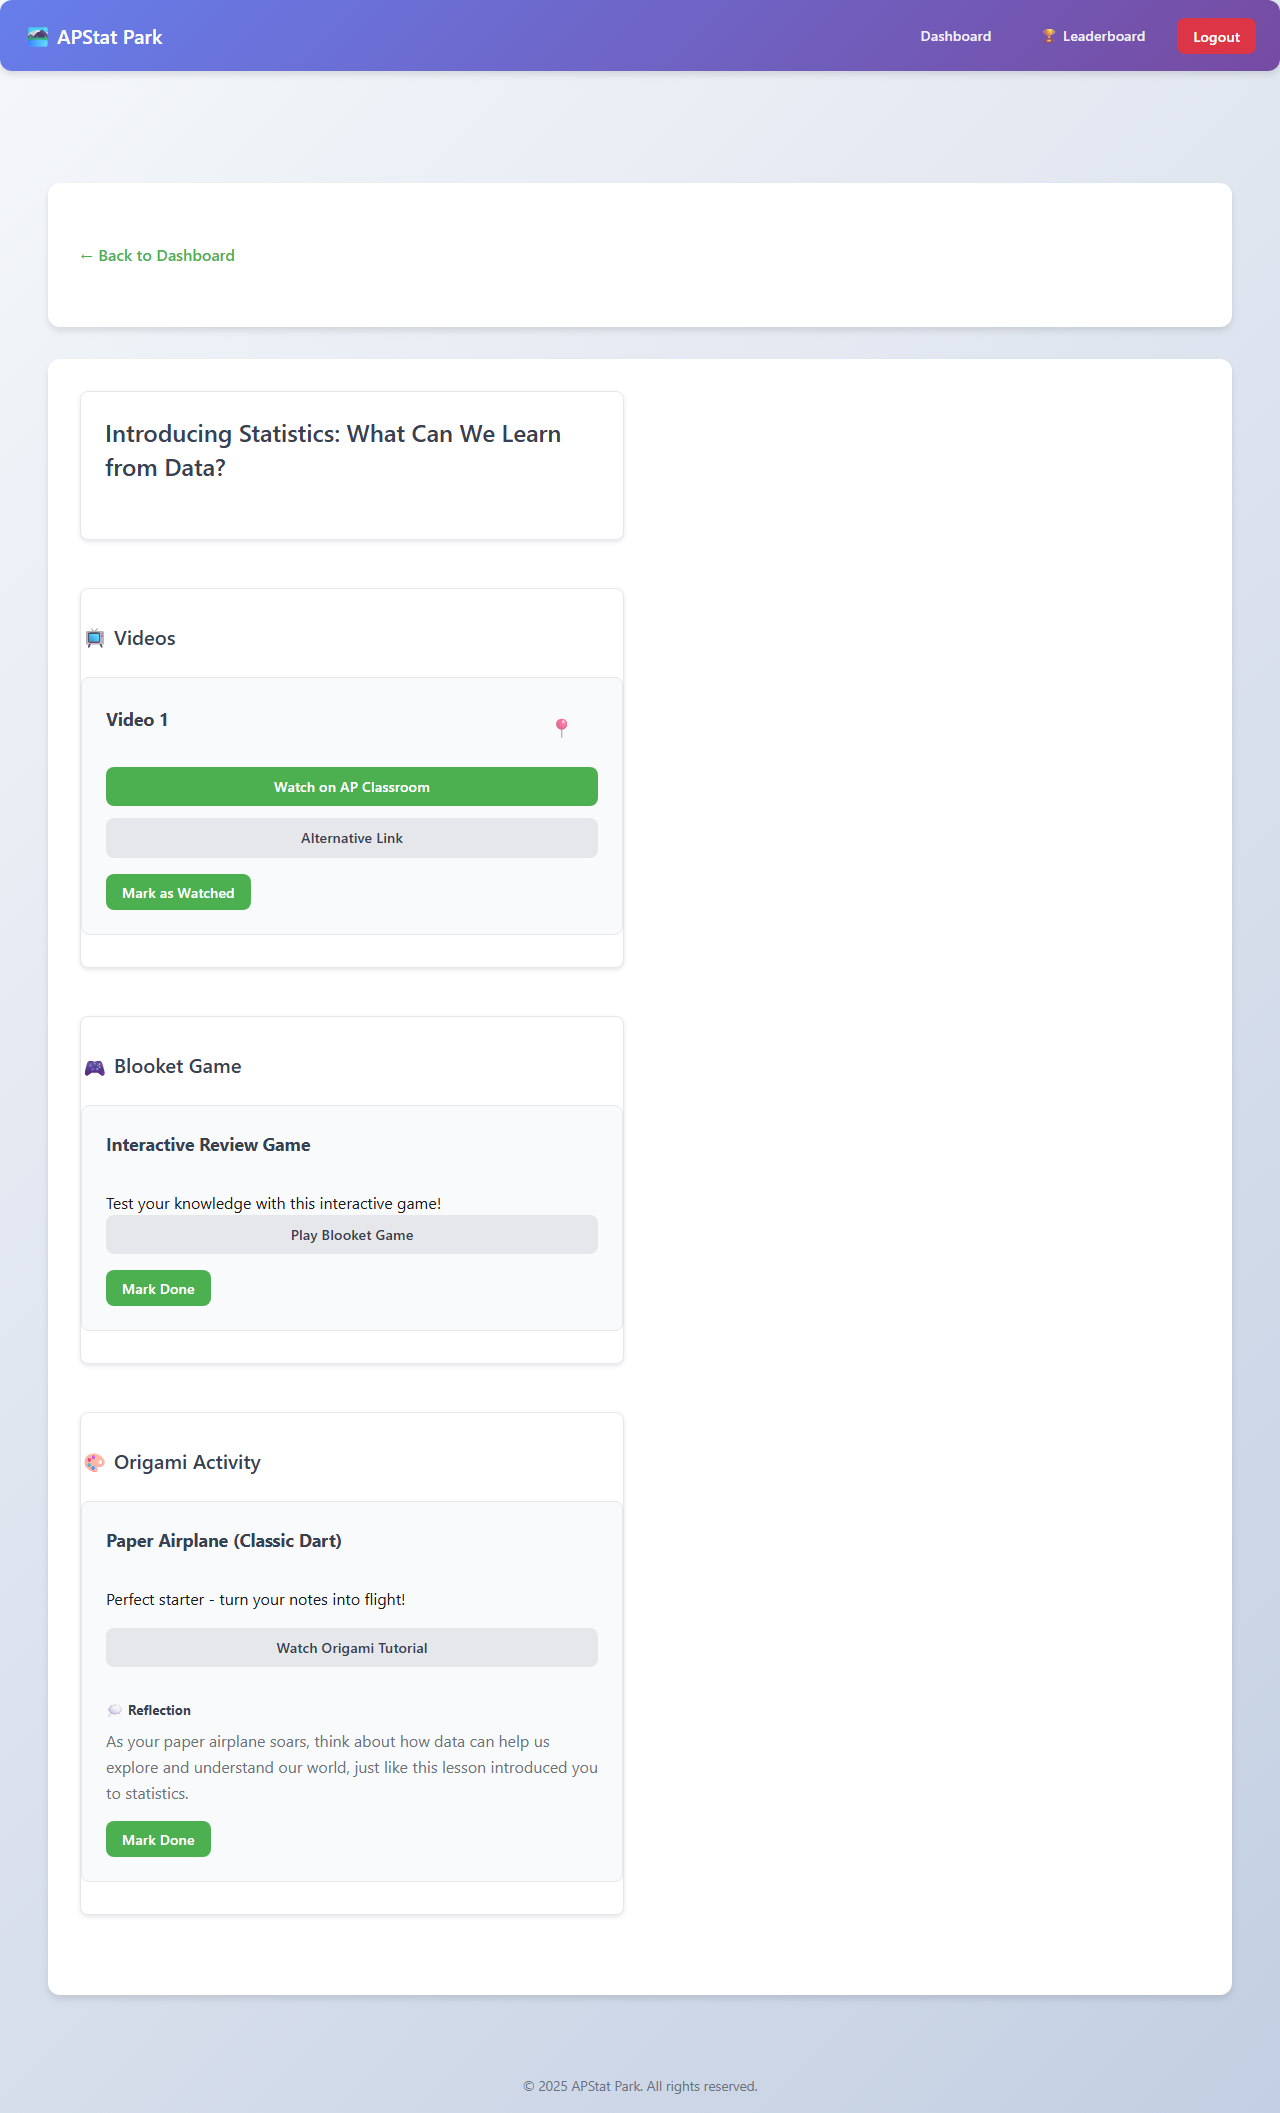 APStat Park
Dashboard
Leaderboard
Logout
← Back to Dashboard
Introducing Statistics: What Can We Learn
from Data?
Videos
Video 1
Watch on AP Classroom
Alternative Link
Mark as Watched
Blooket Game
Interactive Review Game
Test your knowledge with this interactive game!
Play Blooket Game
Mark Done
Origami Activity
Paper Airplane (Classic Dart)
Perfect starter - turn your notes into flight!
Watch Origami Tutorial
Reflection
As your paper airplane soars, think about how data can help us
explore and understand our world, just like this lesson introduced you
to statistics.
Mark Done
© 2025 APStat Park. All rights reserved.